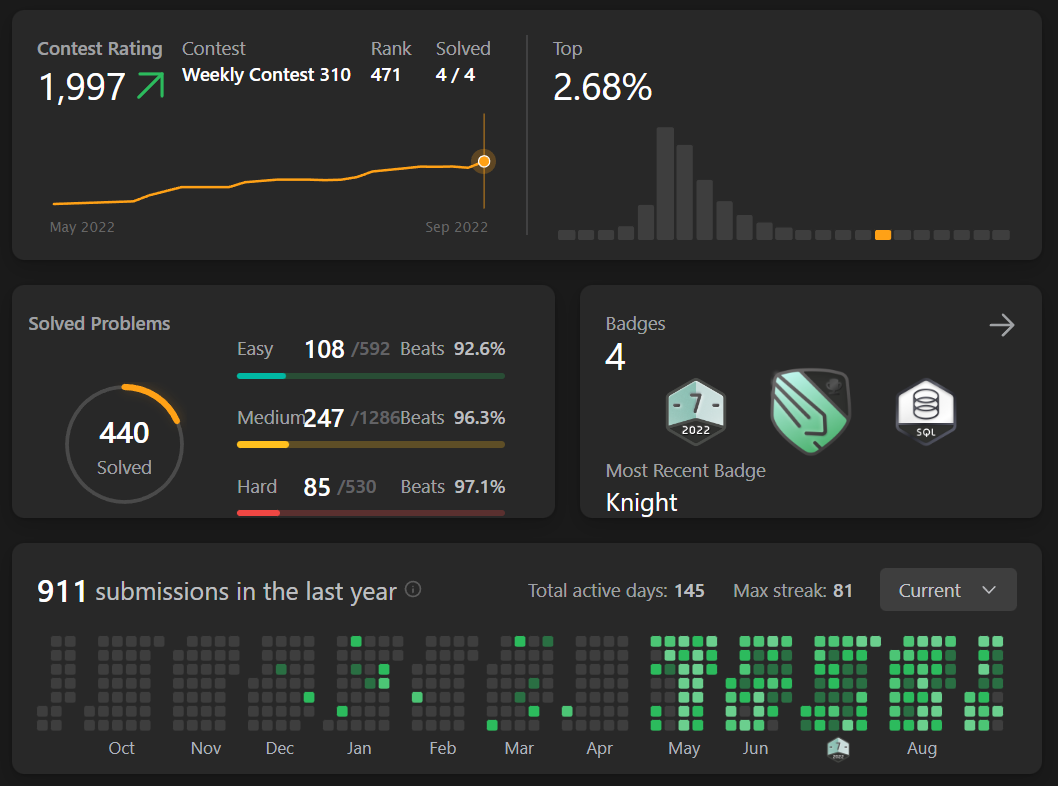 Contest Rating Contest Rank Solved
1,997 Weekly Contest 310 471 4 / 4
May 2022 Sep 2022
Top
2.68%
Solved Problems
440
Solved
Easy 108 /592 Beats 92.6%
Medium 247 /1286 Beats 96.3%
Hard 85 /530 Beats 97.1%
Badges
4
7
2022
SQL
Most Recent Badge
Knight
911 submissions in the last year
Total active days: 145 Max streak: 81 Current
Oct Nov Dec Jan Feb Mar Apr May Jun 7 Aug